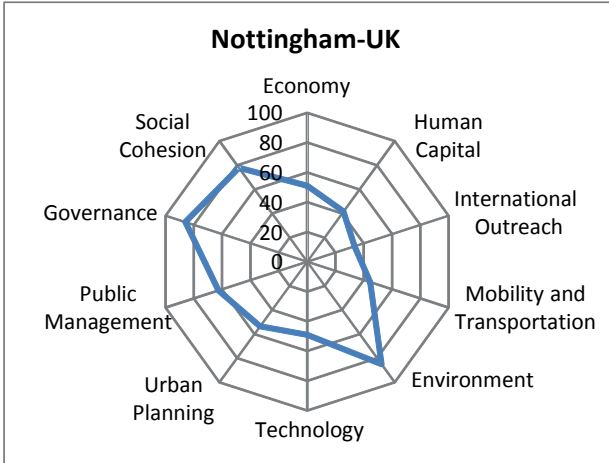 Nottingham-UK
Economy
Human
Capital
International
Outreach
Mobility and
Transportation
Environment
Technology
Urban
Planning
Public
Management
Governance
Social
Cohesion
100
80
60
40
20
0